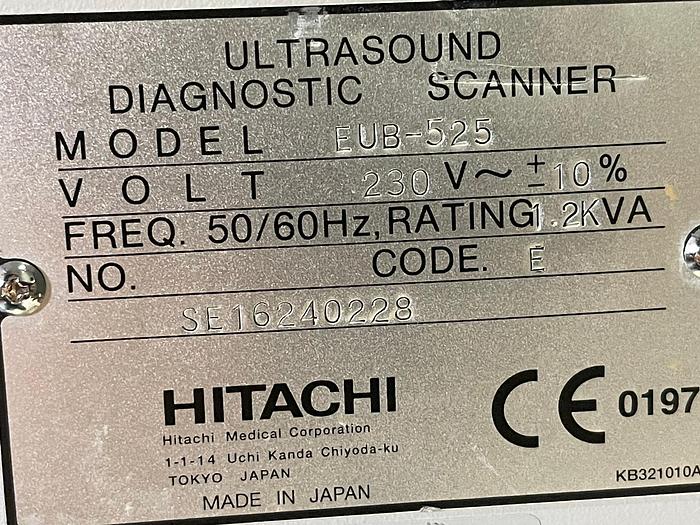 ULTRASOUND
DIAGNOSTIC SCANNER
MODEL EUB-525
VOLT 230 V~ ±10%
FREQ. 50/60Hz, RATING 1.2KVA
NO. CODE. E
SE16240228
HITACHI
CE 0197
Hitachi Medical Corporation
1-1-14 Uchi Kanda Chiyoda-ku
TOKYO JAPAN
KB321010A
MADE IN JAPAN